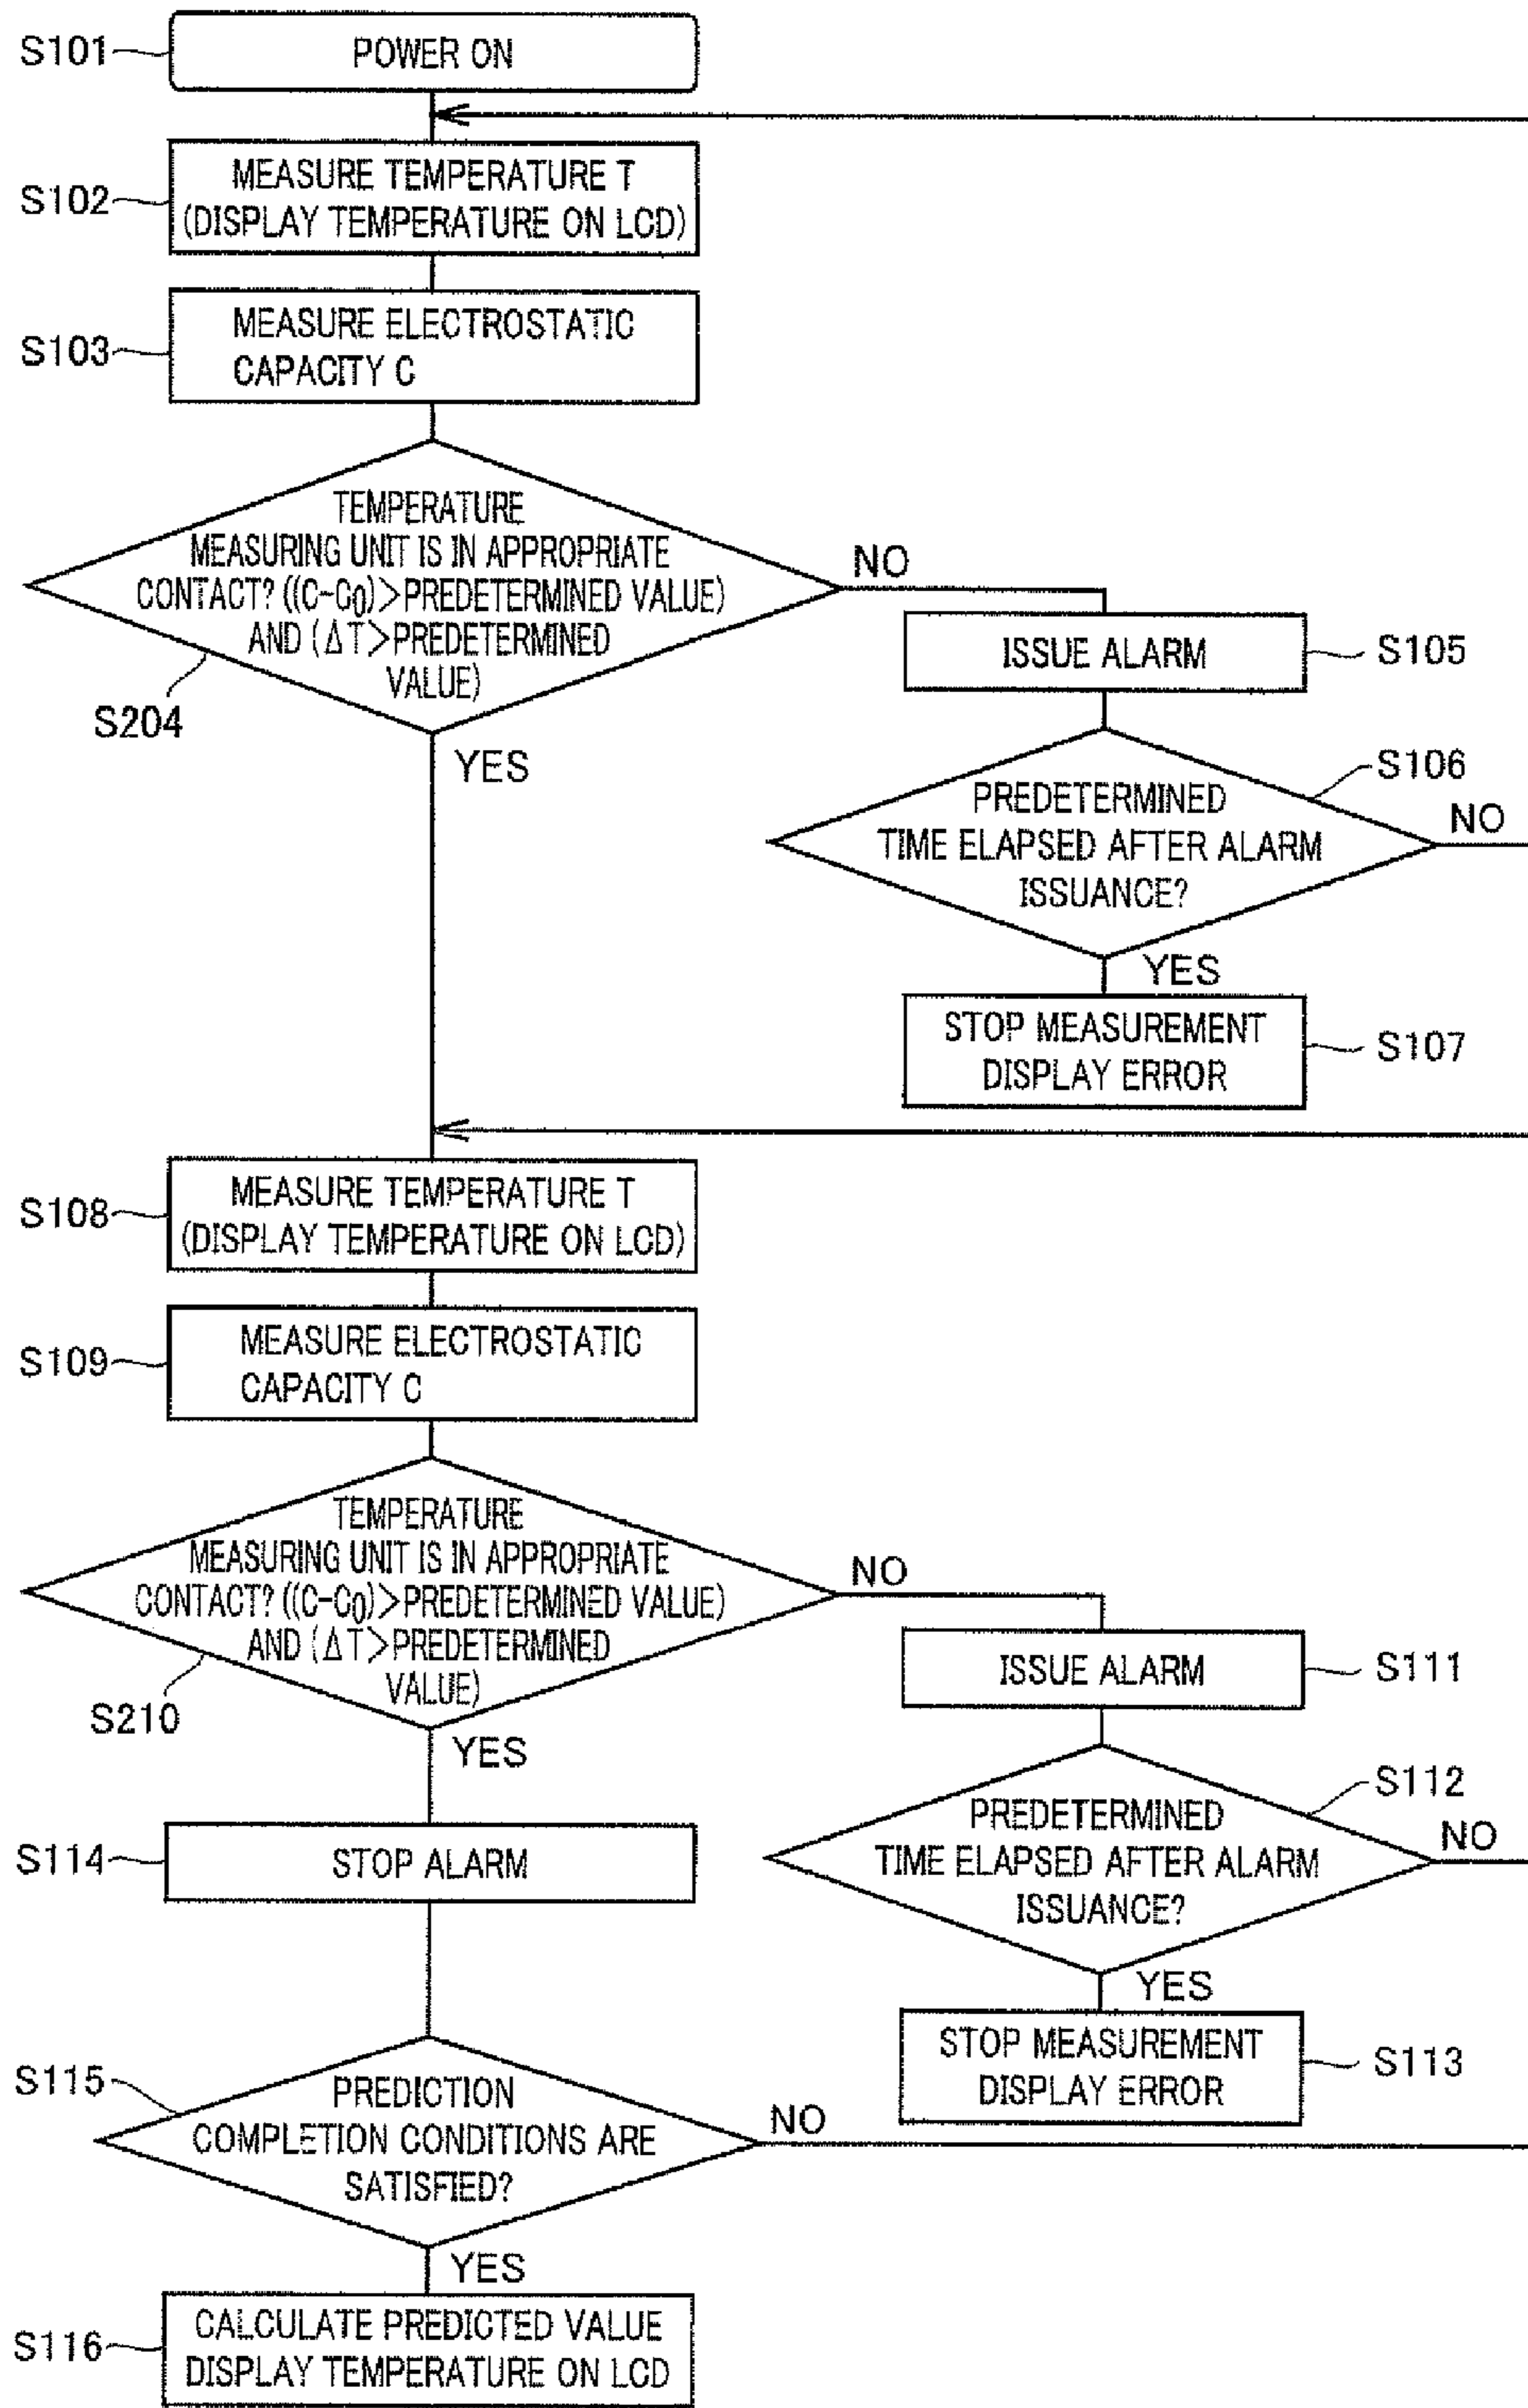 S101
POWER ON
S102
MEASURE TEMPERATURE T
(DISPLAY TEMPERATURE ON LCD)
S103
MEASURE ELECTROSTATIC
CAPACITY C
TEMPERATURE
MEASURING UNIT IS IN APPROPRIATE
CONTACT? ((C-C0)>PREDETERMINED VALUE)
AND (ΔT>PREDETERMINED
VALUE)
S204
NO
YES
ISSUE ALARM
S105
S106
PREDETERMINED
TIME ELAPSED AFTER ALARM
ISSUANCE?
NO
YES
STOP MEASUREMENT
DISPLAY ERROR
S107
S108
MEASURE TEMPERATURE T
(DISPLAY TEMPERATURE ON LCD)
S109
MEASURE ELECTROSTATIC
CAPACITY C
TEMPERATURE
MEASURING UNIT IS IN APPROPRIATE
CONTACT? ((C-C0)>PREDETERMINED VALUE)
AND (ΔT>PREDETERMINED
VALUE)
S210
NO
YES
ISSUE ALARM
S111
S112
PREDETERMINED
TIME ELAPSED AFTER ALARM
ISSUANCE?
NO
YES
STOP MEASUREMENT
DISPLAY ERROR
S113
S114
STOP ALARM
S115
PREDICTION
COMPLETION CONDITIONS ARE
SATISFIED?
NO
YES
S116
CALCULATE PREDICTED VALUE
DISPLAY TEMPERATURE ON LCD